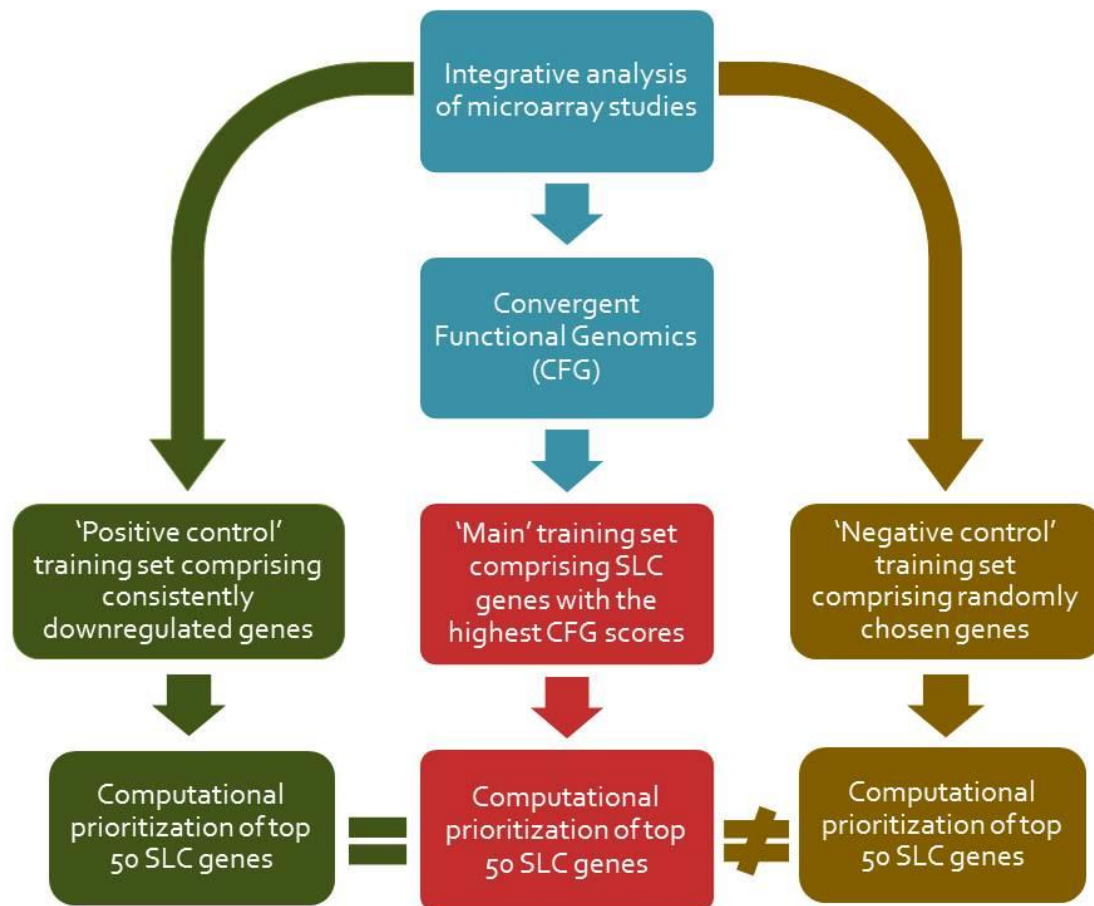 Integrative analysis
of microarray studies
Convergent
Functional Genomics
(CFG)
‘Positive control’
training set comprising
consistently
downregulated genes
‘Main’ training set
comprising SLC
genes with the
highest CFG scores
‘Negative control’
training set
comprising randomly
chosen genes
Computational
prioritization of top
50 SLC genes
=
Computational
prioritization of top
50 SLC genes
≠
Computational
prioritization of top
50 SLC genes